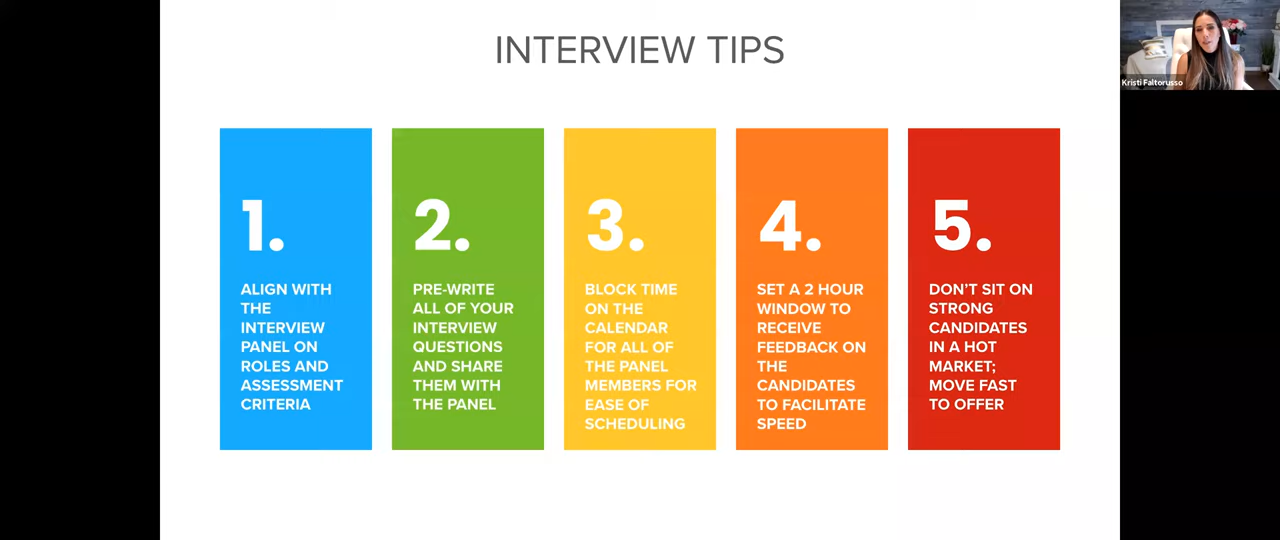 INTERVIEW TIPS
Kristi Faltorusso
1.
ALIGN WITH
THE
INTERVIEW
PANEL ON
ROLES AND
ASSESSMENT
CRITERIA
2.
PRE-WRITE
ALL OF YOUR
INTERVIEW
QUESTIONS
AND SHARE
THEM WITH
THE PANEL
3.
BLOCK TIME
ON THE
CALENDAR
FOR ALL OF
THE PANEL
MEMBERS FOR
EASE OF
SCHEDULING
4.
SET A 2 HOUR
WINDOW TO
RECEIVE
FEEDBACK ON
THE
CANDIDATES
TO FACILITATE
SPEED
5.
DON'T SIT ON
STRONG
CANDIDATES
IN A HOT
MARKET;
MOVE FAST
TO OFFER